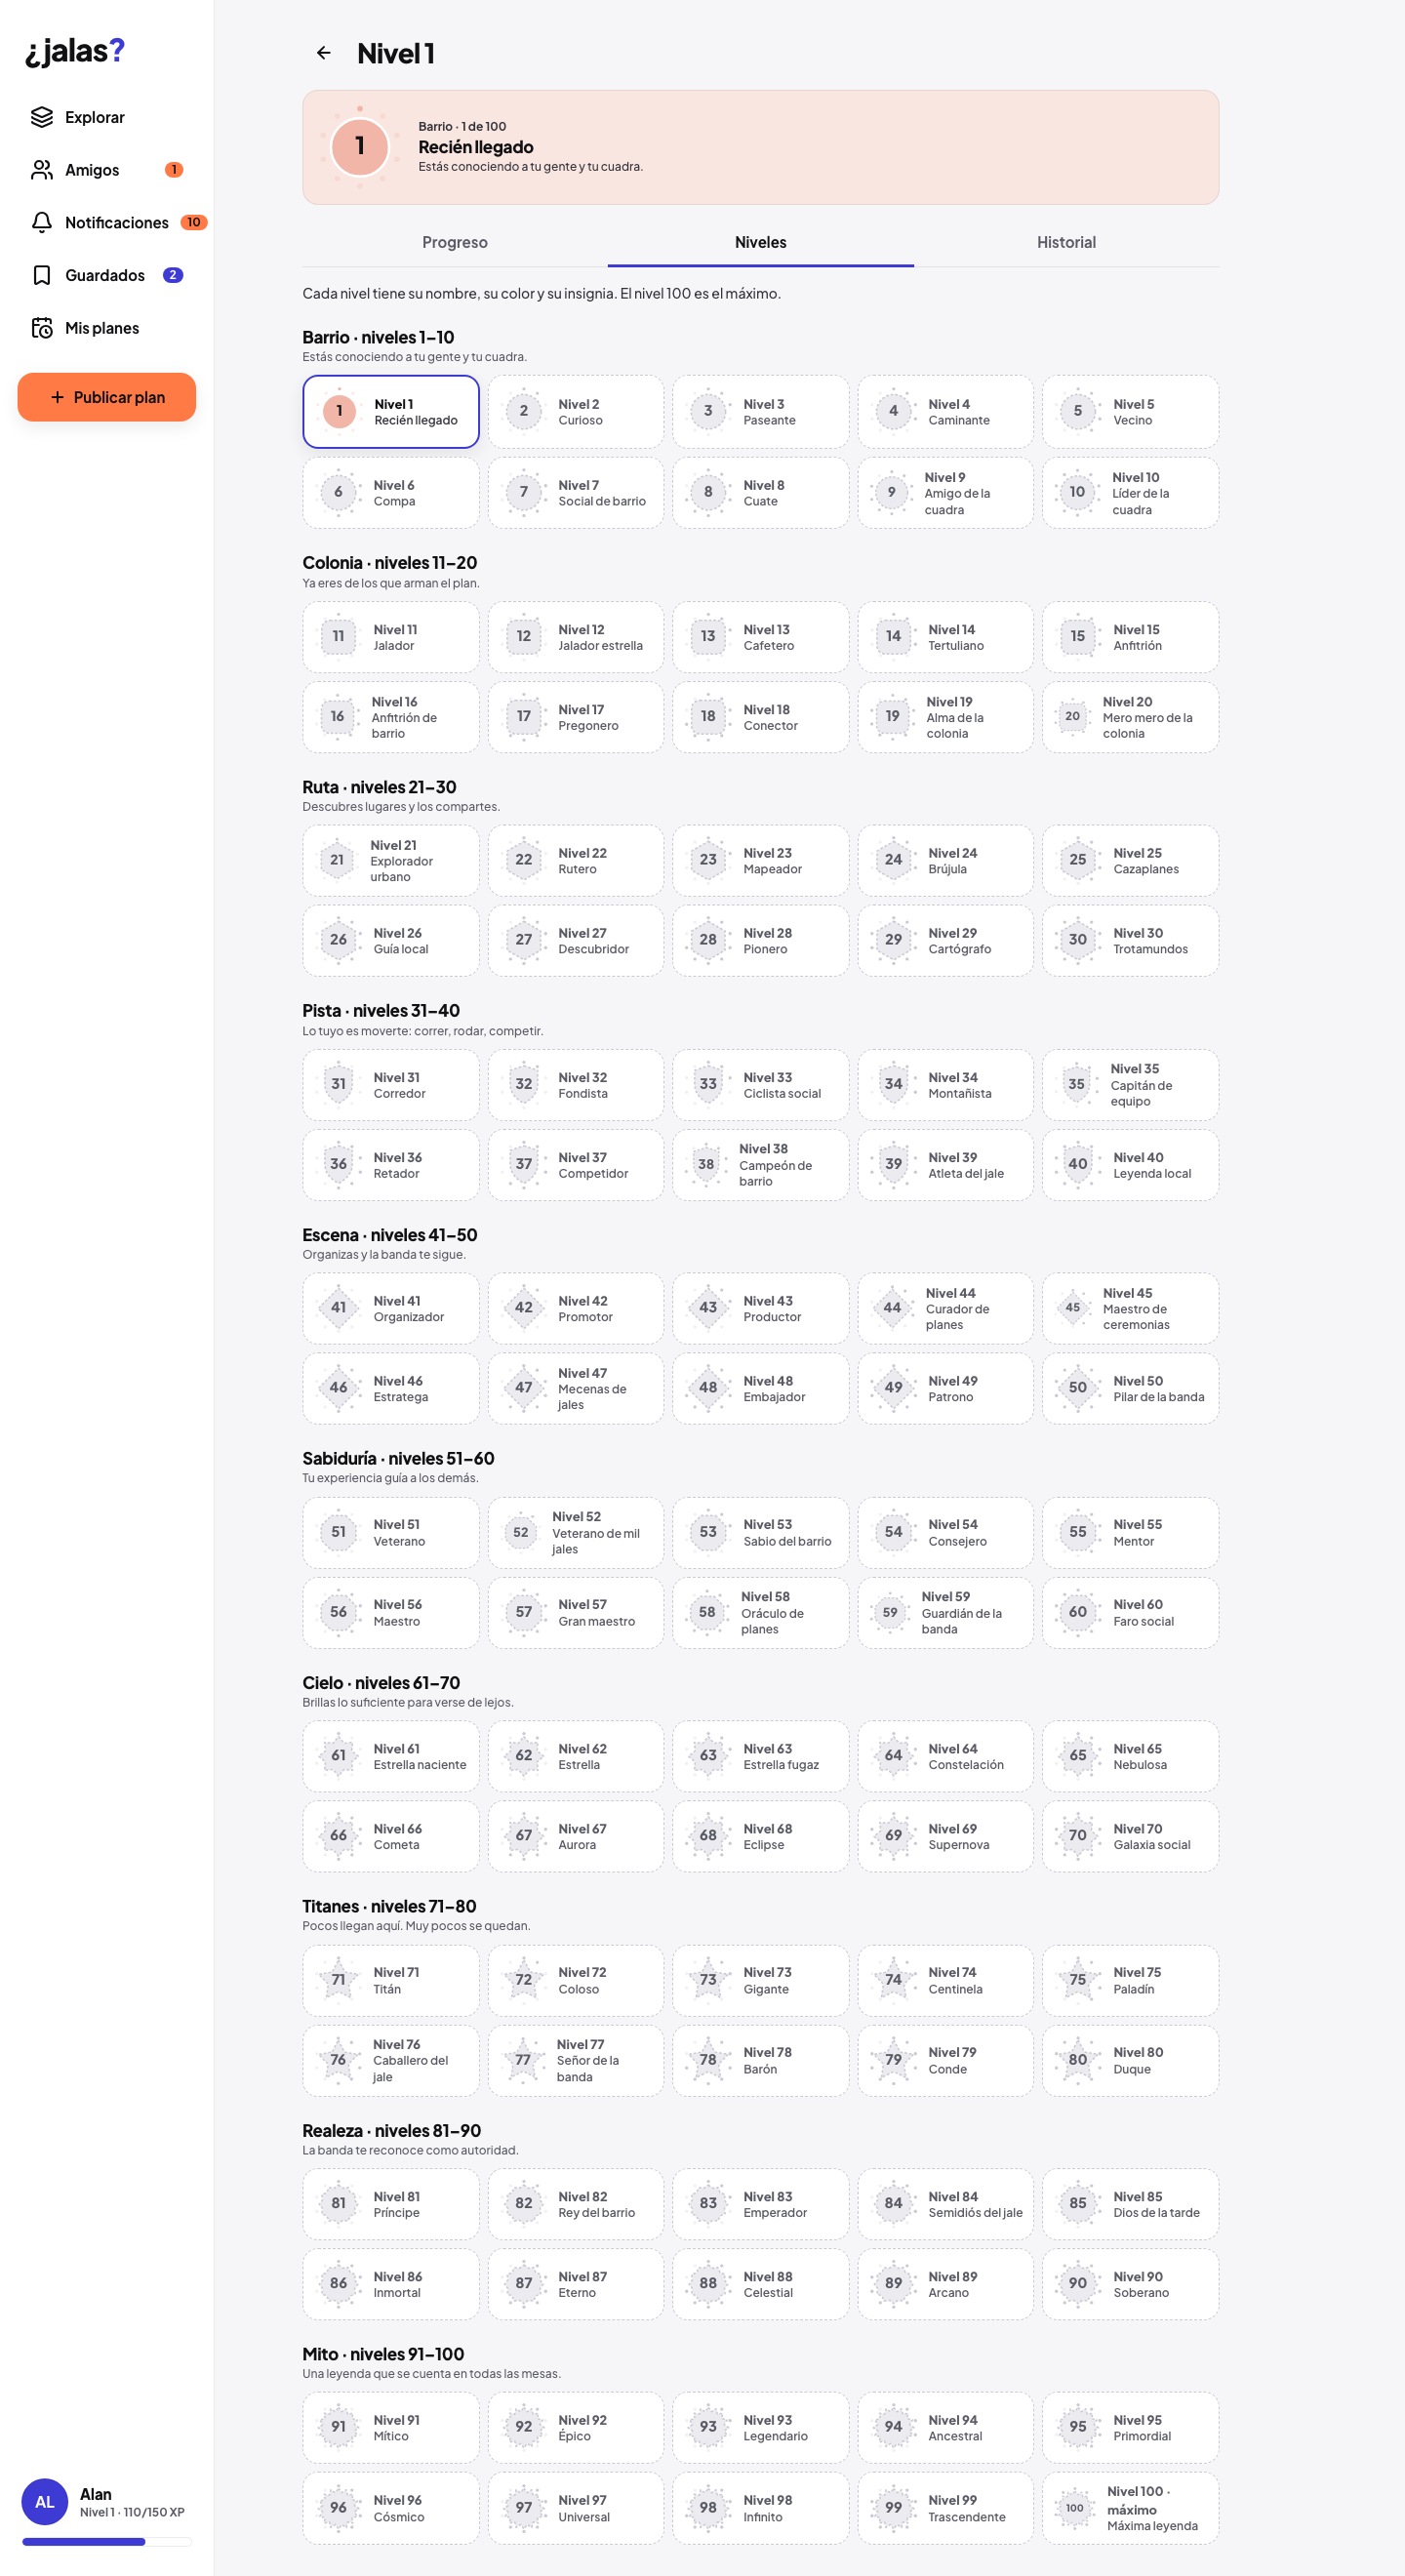 ¿jalas?
Explorar
Amigos 1
Notificaciones 10
Guardados 2
Mis planes
+ Publicar plan
AL
Alan
Nivel 1 · 110/150 XP
← Nivel 1
1
Barrio · 1 de 100
Recién llegado
Estás conociendo a tu gente y tu cuadra.
Progreso
Niveles
Historial
Cada nivel tiene su nombre, su color y su insignia. El nivel 100 es el máximo.
Barrio · niveles 1–10
Estás conociendo a tu gente y tu cuadra.
1
Nivel 1
Recién llegado
2
Nivel 2
Curioso
3
Nivel 3
Paseante
4
Nivel 4
Caminante
5
Nivel 5
Vecino
6
Nivel 6
Compa
7
Nivel 7
Social de barrio
8
Nivel 8
Cuate
9
Nivel 9
Amigo de la
cuadra
10
Nivel 10
Líder de la
cuadra
Colonia · niveles 11–20
Ya eres de los que arman el plan.
11
Nivel 11
Jalador
12
Nivel 12
Jalador estrella
13
Nivel 13
Cafetero
14
Nivel 14
Tertuliano
15
Nivel 15
Anfitrión
16
Nivel 16
Anfitrión de
barrio
17
Nivel 17
Pregonero
18
Nivel 18
Conector
19
Nivel 19
Alma de la
colonia
20
Nivel 20
Mero mero de la
colonia
Ruta · niveles 21–30
Descubres lugares y los compartes.
21
Nivel 21
Explorador
urbano
22
Nivel 22
Rutero
23
Nivel 23
Mapeador
24
Nivel 24
Brújula
25
Nivel 25
Cazaplanes
26
Nivel 26
Guía local
27
Nivel 27
Descubridor
28
Nivel 28
Pionero
29
Nivel 29
Cartógrafo
30
Nivel 30
Trotamundos
Pista · niveles 31–40
Lo tuyo es moverte: correr, rodar, competir.
31
Nivel 31
Corredor
32
Nivel 32
Fondista
33
Nivel 33
Ciclista social
34
Nivel 34
Montañista
35
Nivel 35
Capitán de
equipo
36
Nivel 36
Retador
37
Nivel 37
Competidor
38
Nivel 38
Campeón de
barrio
39
Nivel 39
Atleta del jale
40
Nivel 40
Leyenda local
Escena · niveles 41–50
Organizas y la banda te sigue.
41
Nivel 41
Organizador
42
Nivel 42
Promotor
43
Nivel 43
Productor
44
Nivel 44
Curador de
planes
45
Nivel 45
Maestro de
ceremonias
46
Nivel 46
Estratega
47
Nivel 47
Mecenas de
jales
48
Nivel 48
Embajador
49
Nivel 49
Patrono
50
Nivel 50
Pilar de la banda
Sabiduría · niveles 51–60
Tu experiencia guía a los demás.
51
Nivel 51
Veterano
52
Nivel 52
Veterano de mil
jales
53
Nivel 53
Sabio del barrio
54
Nivel 54
Consejero
55
Nivel 55
Mentor
56
Nivel 56
Maestro
57
Nivel 57
Gran maestro
58
Nivel 58
Oráculo de
planes
59
Nivel 59
Guardián de la
banda
60
Nivel 60
Faro social
Cielo · niveles 61–70
Brillas lo suficiente para verse de lejos.
61
Nivel 61
Estrella naciente
62
Nivel 62
Estrella
63
Nivel 63
Estrella fugaz
64
Nivel 64
Constelación
65
Nivel 65
Nebulosa
66
Nivel 66
Cometa
67
Nivel 67
Aurora
68
Nivel 68
Eclipse
69
Nivel 69
Supernova
70
Nivel 70
Galaxia social
Titanes · niveles 71–80
Pocos llegan aquí. Muy pocos se quedan.
71
Nivel 71
Titán
72
Nivel 72
Coloso
73
Nivel 73
Gigante
74
Nivel 74
Centinela
75
Nivel 75
Paladín
76
Nivel 76
Caballero del
jale
77
Nivel 77
Señor de la
banda
78
Nivel 78
Barón
79
Nivel 79
Conde
80
Nivel 80
Duque
Realeza · niveles 81–90
La banda te reconoce como autoridad.
81
Nivel 81
Príncipe
82
Nivel 82
Rey del barrio
83
Nivel 83
Emperador
84
Nivel 84
Semidiós del jale
85
Nivel 85
Dios de la tarde
86
Nivel 86
Inmortal
87
Nivel 87
Eterno
88
Nivel 88
Celestial
89
Nivel 89
Arcano
90
Nivel 90
Soberano
Mito · niveles 91–100
Una leyenda que se cuenta en todas las mesas.
91
Nivel 91
Mítico
92
Nivel 92
Épico
93
Nivel 93
Legendario
94
Nivel 94
Ancestral
95
Nivel 95
Primordial
96
Nivel 96
Cósmico
97
Nivel 97
Universal
98
Nivel 98
Infinito
99
Nivel 99
Trascendente
100
Nivel 100 ·
máximo
Máxima leyenda